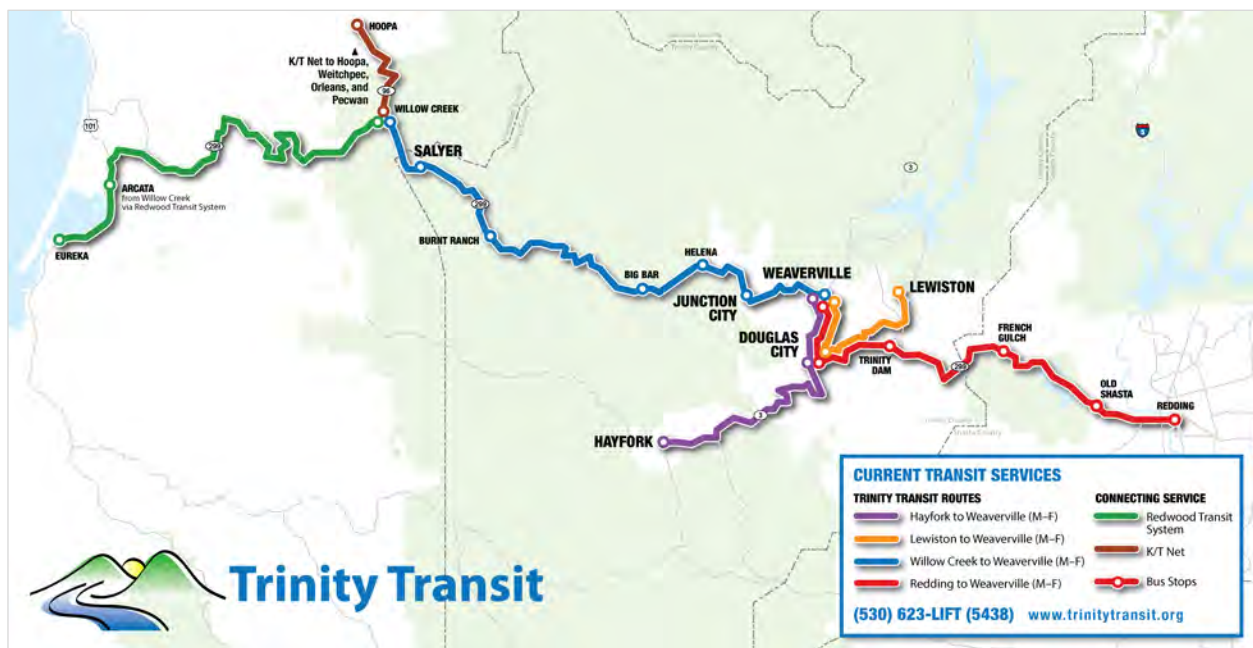 HOOPA
K/T Net to Hoopa,
Weitchpec,
Orleans, and
Pecwan
96
WILLOW CREEK
101
299
SALYER
ARCATA
from Willow Creek
via Redwood Transit System
EUREKA
299
BURNT RANCH
3
5
BIG BAR
HELENA
JUNCTION
CITY
WEAVERVILLE
LEWISTON
DOUGLAS
CITY
TRINITY
DAM
FRENCH
GULCH
299
OLD
SHASTA
REDDING
Trinity County
Shasta County
3
HAYFORK
CURRENT TRANSIT SERVICES
TRINITY TRANSIT ROUTES
Hayfork to Weaverville (M–F)
Lewiston to Weaverville (M–F)
Willow Creek to Weaverville (M–F)
Redding to Weaverville (M–F)
CONNECTING SERVICE
Redwood Transit
System
K/T Net
Bus Stops
(530) 623-LIFT (5438) www.trinitytransit.org
Trinity Transit